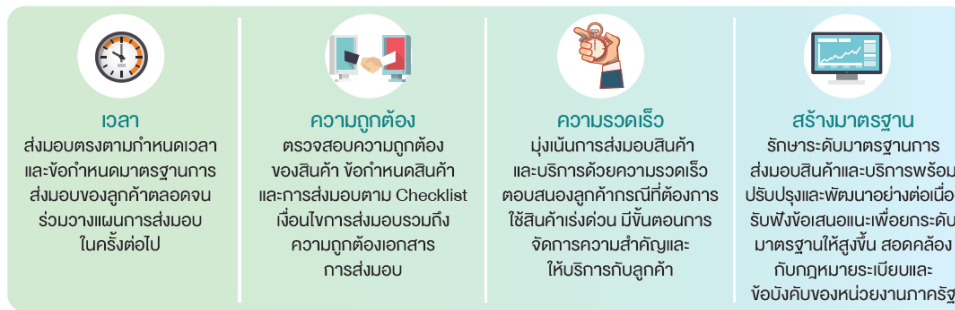 เวลา
ส่งมอบตรงตามกำหนดเวลา
และข้อกำหนดมาตรฐานการ
ส่งมอบของลูกค้าตลอดจน
ร่วมวางแผนการส่งมอบ
ในครั้งต่อไป
ความถูกต้อง
ตรวจสอบความถูกต้อง
ของสินค้า ข้อกำหนดสินค้า
และการส่งมอบตาม Checklist
เงื่อนไขการส่งมอบรวมถึง
ความถูกต้องเอกสาร
การส่งมอบ
ความรวดเร็ว
มุ่งเน้นการส่งมอบสินค้า
และบริการด้วยความรวดเร็ว
ตอบสนองลูกค้ากรณีที่ต้องการ
ใช้สินค้าเร่งด่วน มีขั้นตอนการ
จัดการความสำคัญและ
ให้บริการกับลูกค้า
สร้างมาตรฐาน
รักษาระดับมาตรฐานการ
ส่งมอบสินค้าและบริการพร้อม
ปรับปรุงและพัฒนาอย่างต่อเนื่อ
รับฟังข้อเสนอแนะเพื่อยกระดับ
มาตรฐานให้สูงขึ้น สอดคล้อง
กับกฎหมายระเบียบและ
ข้อบังคับของหน่วยงานภาครัฐ